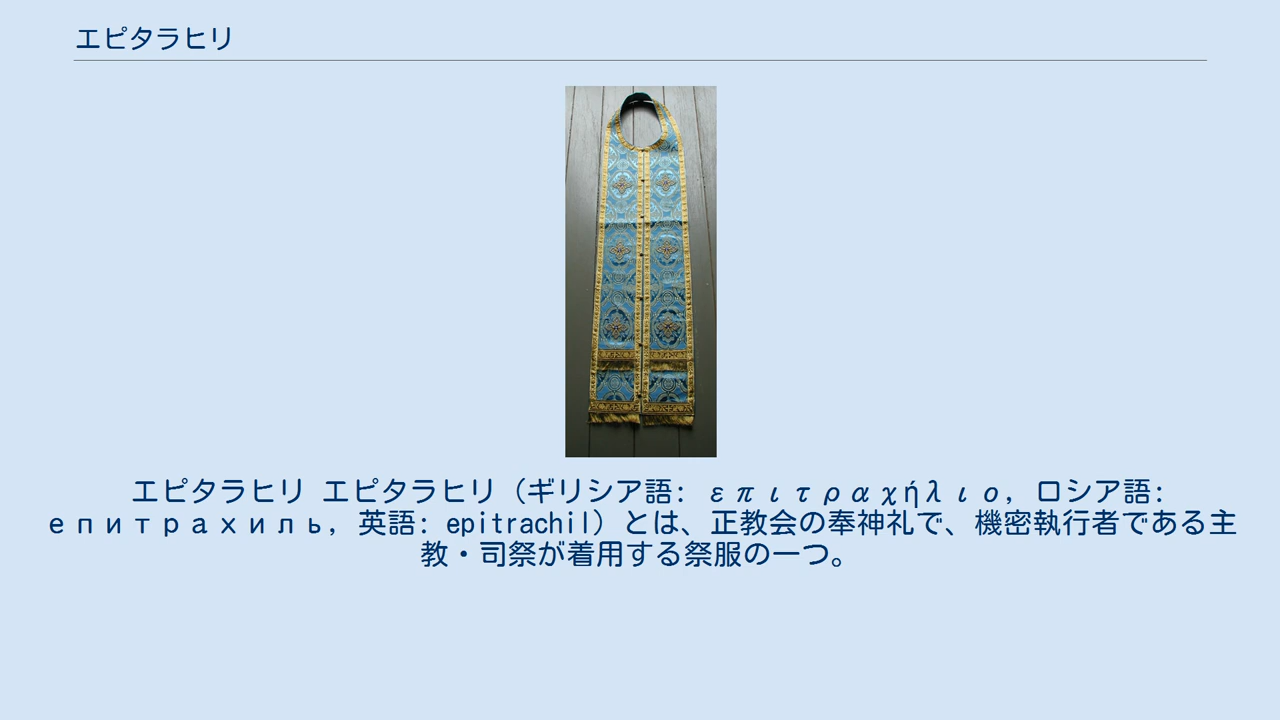 エピタラヒリ
エピタラヒリ エピタラヒリ（ギリシア語: επιτραχήλιο, ロシア語:
епитрахиль, 英語: epitrachil）とは、正教会の奉神礼で、機密執行者である主
教・司祭が着用する祭服の一つ。